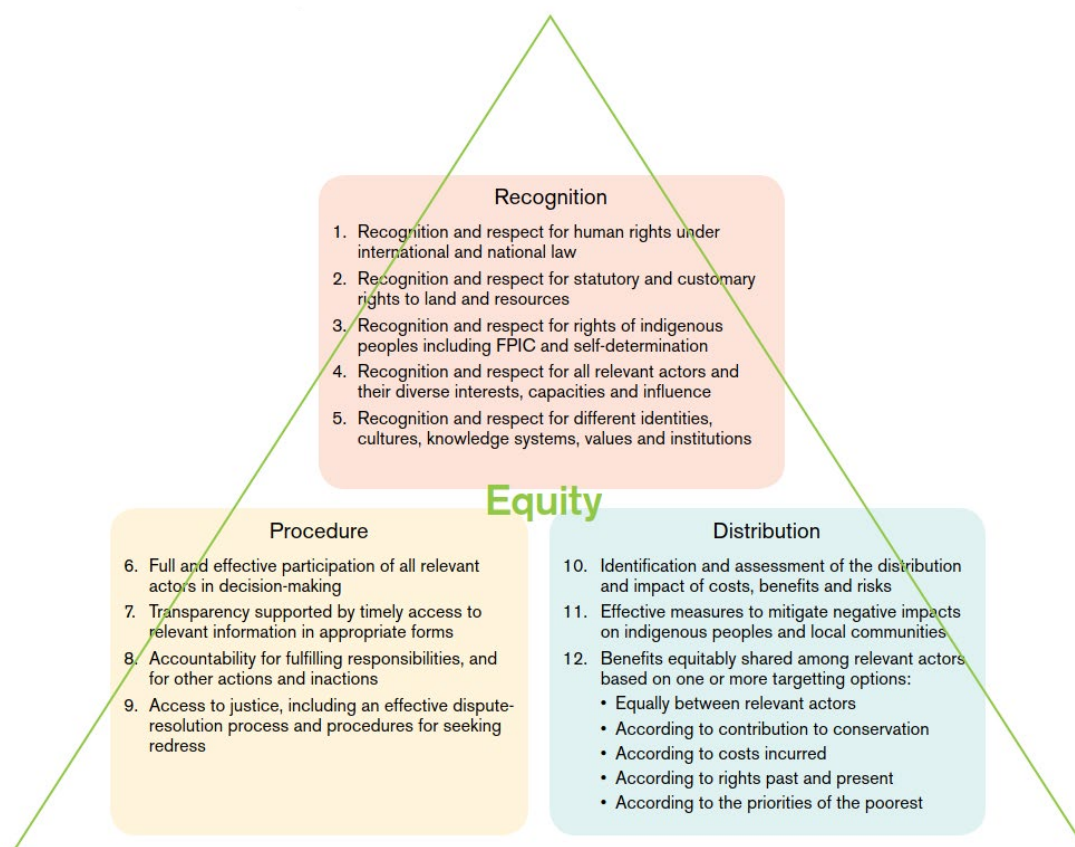 Recognition
1. Recognition and respect for human rights under
international and national law
2. Recognition and respect for statutory and customary
rights to land and resources
3. Recognition and respect for rights of indigenous
peoples including FPIC and self-determination
4. Recognition and respect for all relevant actors and
their diverse interests, capacities and influence
5. Recognition and respect for different identities,
cultures, knowledge systems, values and institutions
Equity
Procedure
6. Full and effective participation of all relevant
actors in decision-making
7. Transparency supported by timely access to
relevant information in appropriate forms
8. Accountability for fulfilling responsibilities, and
for other actions and inactions
9. Access to justice, including an effective dispute-
resolution process and procedures for seeking
redress
Distribution
10. Identification and assessment of the distribution
and impact of costs, benefits and risks
11. Effective measures to mitigate negative impacts
on indigenous peoples and local communities
12. Benefits equitably shared among relevant actors
based on one or more targetting options:
• Equally between relevant actors
• According to contribution to conservation
• According to costs incurred
• According to rights past and present
• According to the priorities of the poorest